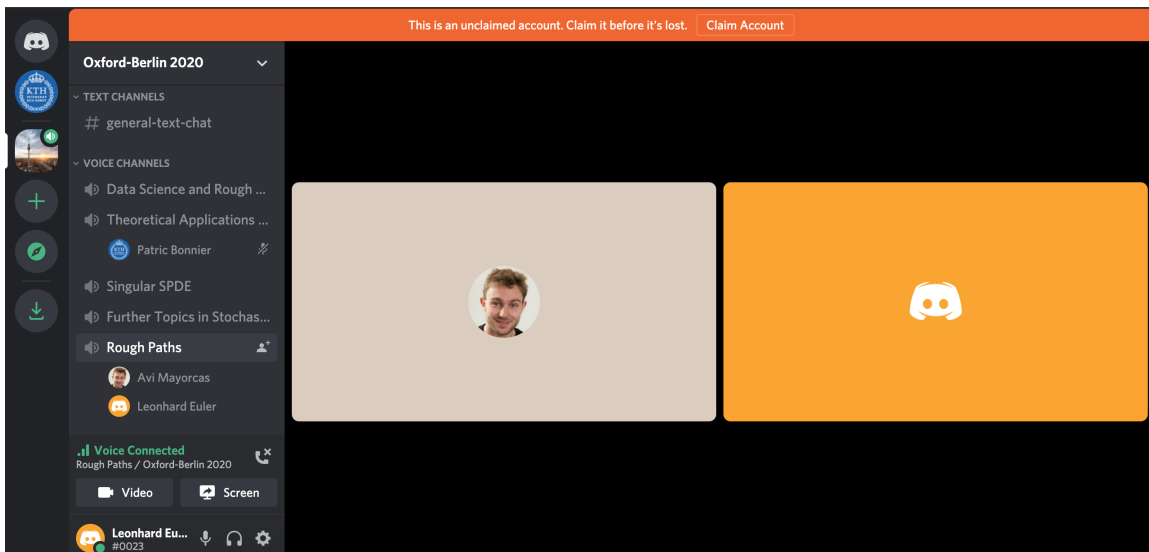 This is an unclaimed account. Claim it before it's lost. Claim Account
Oxford-Berlin 2020
KTH
TEXT CHANNELS
# general-text-chat
VOICE CHANNELS
Data Science and Rough ...
Theoretical Applications ...
Patric Bonnier
Singular SPDE
Further Topics in Stochas...
Rough Paths
Avi Mayorcas
Leonhard Euler
Voice Connected
Rough Paths / Oxford-Berlin 2020
Video Screen
Leonhard Eu...
#0023